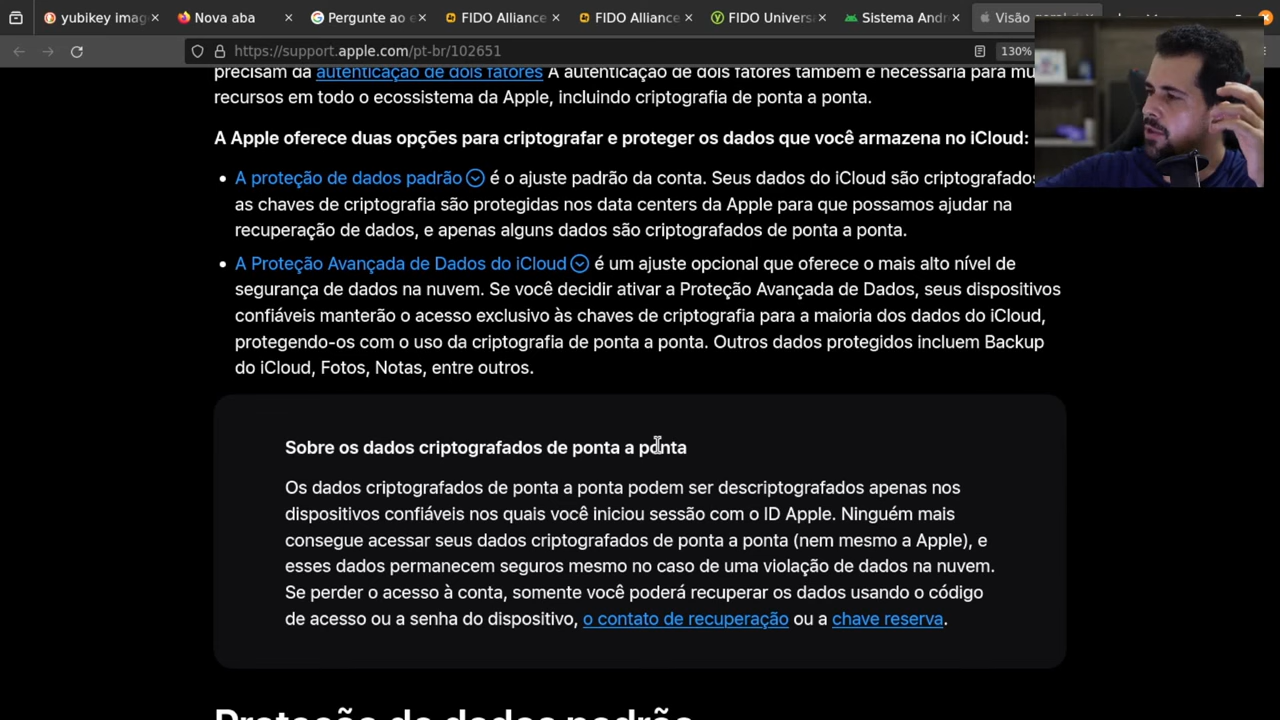 yubikey imag
Nova aba
Pergunte ao e
FIDO Alliance
FIDO Alliance
FIDO Univers
Sistema Andr
Visão
https://support.apple.com/pt-br/102651
130%
precisam da autenticação de dois fatores A autenticação de dois fatores também é necessária para mu
recursos em todo o ecossistema da Apple, incluindo criptografia de ponta a ponta.
A Apple oferece duas opções para criptografar e proteger os dados que você armazena no iCloud:
• A proteção de dados padrão é o ajuste padrão da conta. Seus dados do iCloud são criptografados
as chaves de criptografia são protegidas nos data centers da Apple para que possamos ajudar na
recuperação de dados, e apenas alguns dados são criptografados de ponta a ponta.
• A Proteção Avançada de Dados do iCloud é um ajuste opcional que oferece o mais alto nível de
segurança de dados na nuvem. Se você decidir ativar a Proteção Avançada de Dados, seus dispositivos
confiáveis manterão o acesso exclusivo às chaves de criptografia para a maioria dos dados do iCloud,
protegendo-os com o uso da criptografia de ponta a ponta. Outros dados protegidos incluem Backup
do iCloud, Fotos, Notas, entre outros.
Sobre os dados criptografados de ponta a ponta
Os dados criptografados de ponta a ponta podem ser descriptografados apenas nos
dispositivos confiáveis nos quais você iniciou sessão com o ID Apple. Ninguém mais
consegue acessar seus dados criptografados de ponta a ponta (nem mesmo a Apple), e
esses dados permanecem seguros mesmo no caso de uma violação de dados na nuvem.
Se perder o acesso à conta, somente você poderá recuperar os dados usando o código
de acesso ou a senha do dispositivo, o contato de recuperação ou a chave reserva.
Proteção de dados padrão